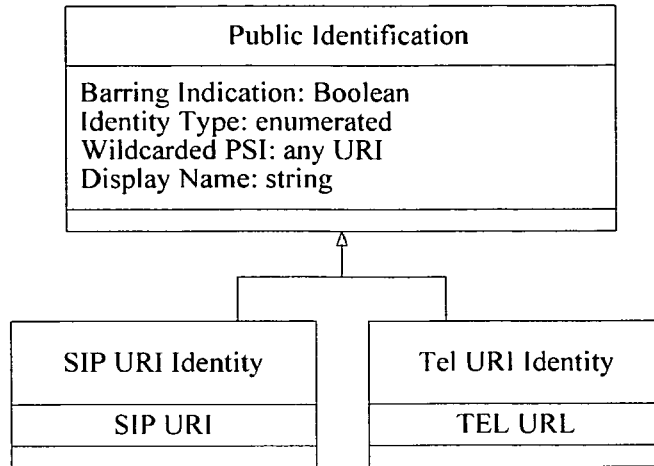 Public Identification
Barring Indication: Boolean
Identity Type: enumerated
Wildcarded PSI: any URI
Display Name: string
SIP URI Identity
Tel URI Identity
SIP URI
TEL URL